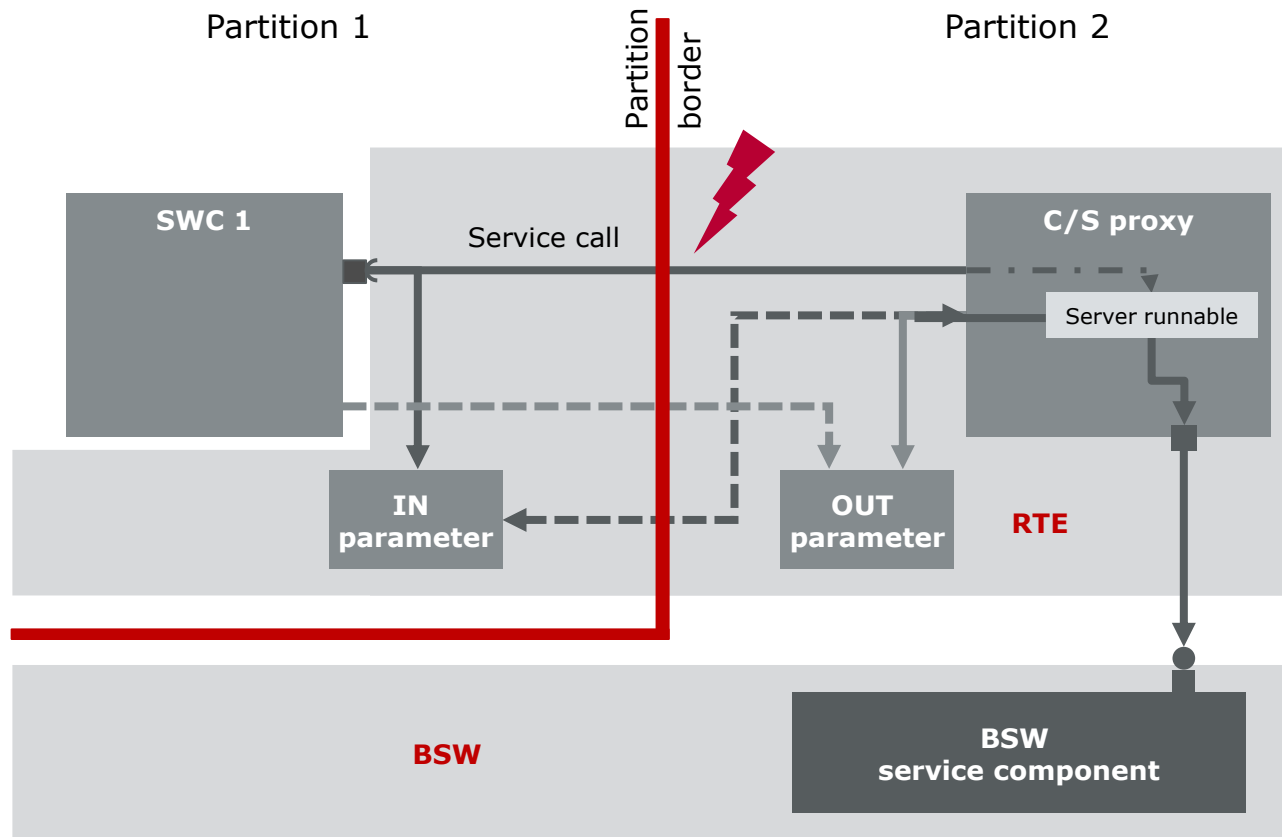 Partition 1
Partition 2
Partition
border
SWC 1
Service call
C/S proxy
Server runnable
IN
parameter
OUT
parameter
RTE
BSW
BSW
service component